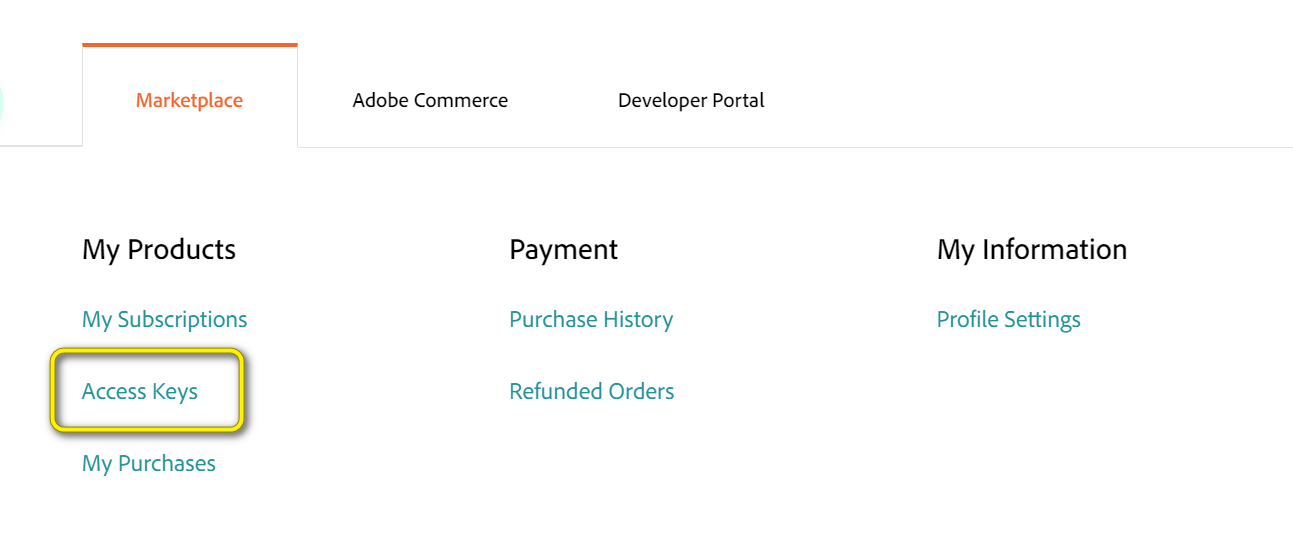 Marketplace
Adobe Commerce
Developer Portal
My Products
My Subscriptions
Access Keys
My Purchases
Payment
Purchase History
Refunded Orders
My Information
Profile Settings